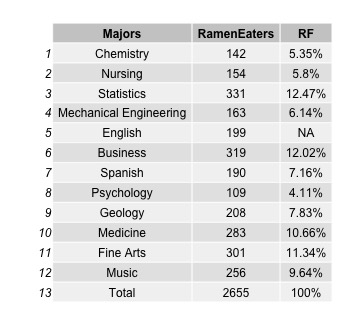 Majors RamenEaters RF
1 Chemistry 142 5.35%
2 Nursing 154 5.8%
3 Statistics 331 12.47%
4 Mechanical Engineering 163 6.14%
5 English 199 NA
6 Business 319 12.02%
7 Spanish 190 7.16%
8 Psychology 109 4.11%
9 Geology 208 7.83%
10 Medicine 283 10.66%
11 Fine Arts 301 11.34%
12 Music 256 9.64%
13 Total 2655 100%